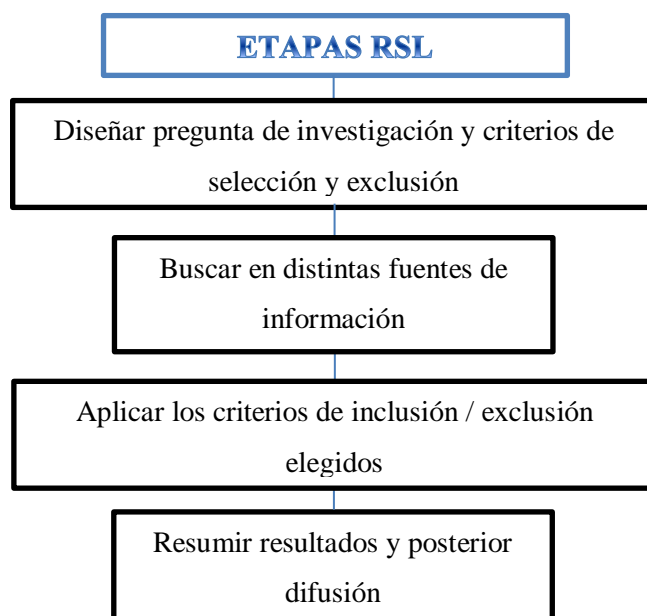 ETAPAS RSL
Diseñar pregunta de investigación y criterios de
selección y exclusión
Buscar en distintas fuentes de
información
Aplicar los criterios de inclusión / exclusión
elegidos
Resumir resultados y posterior
difusión